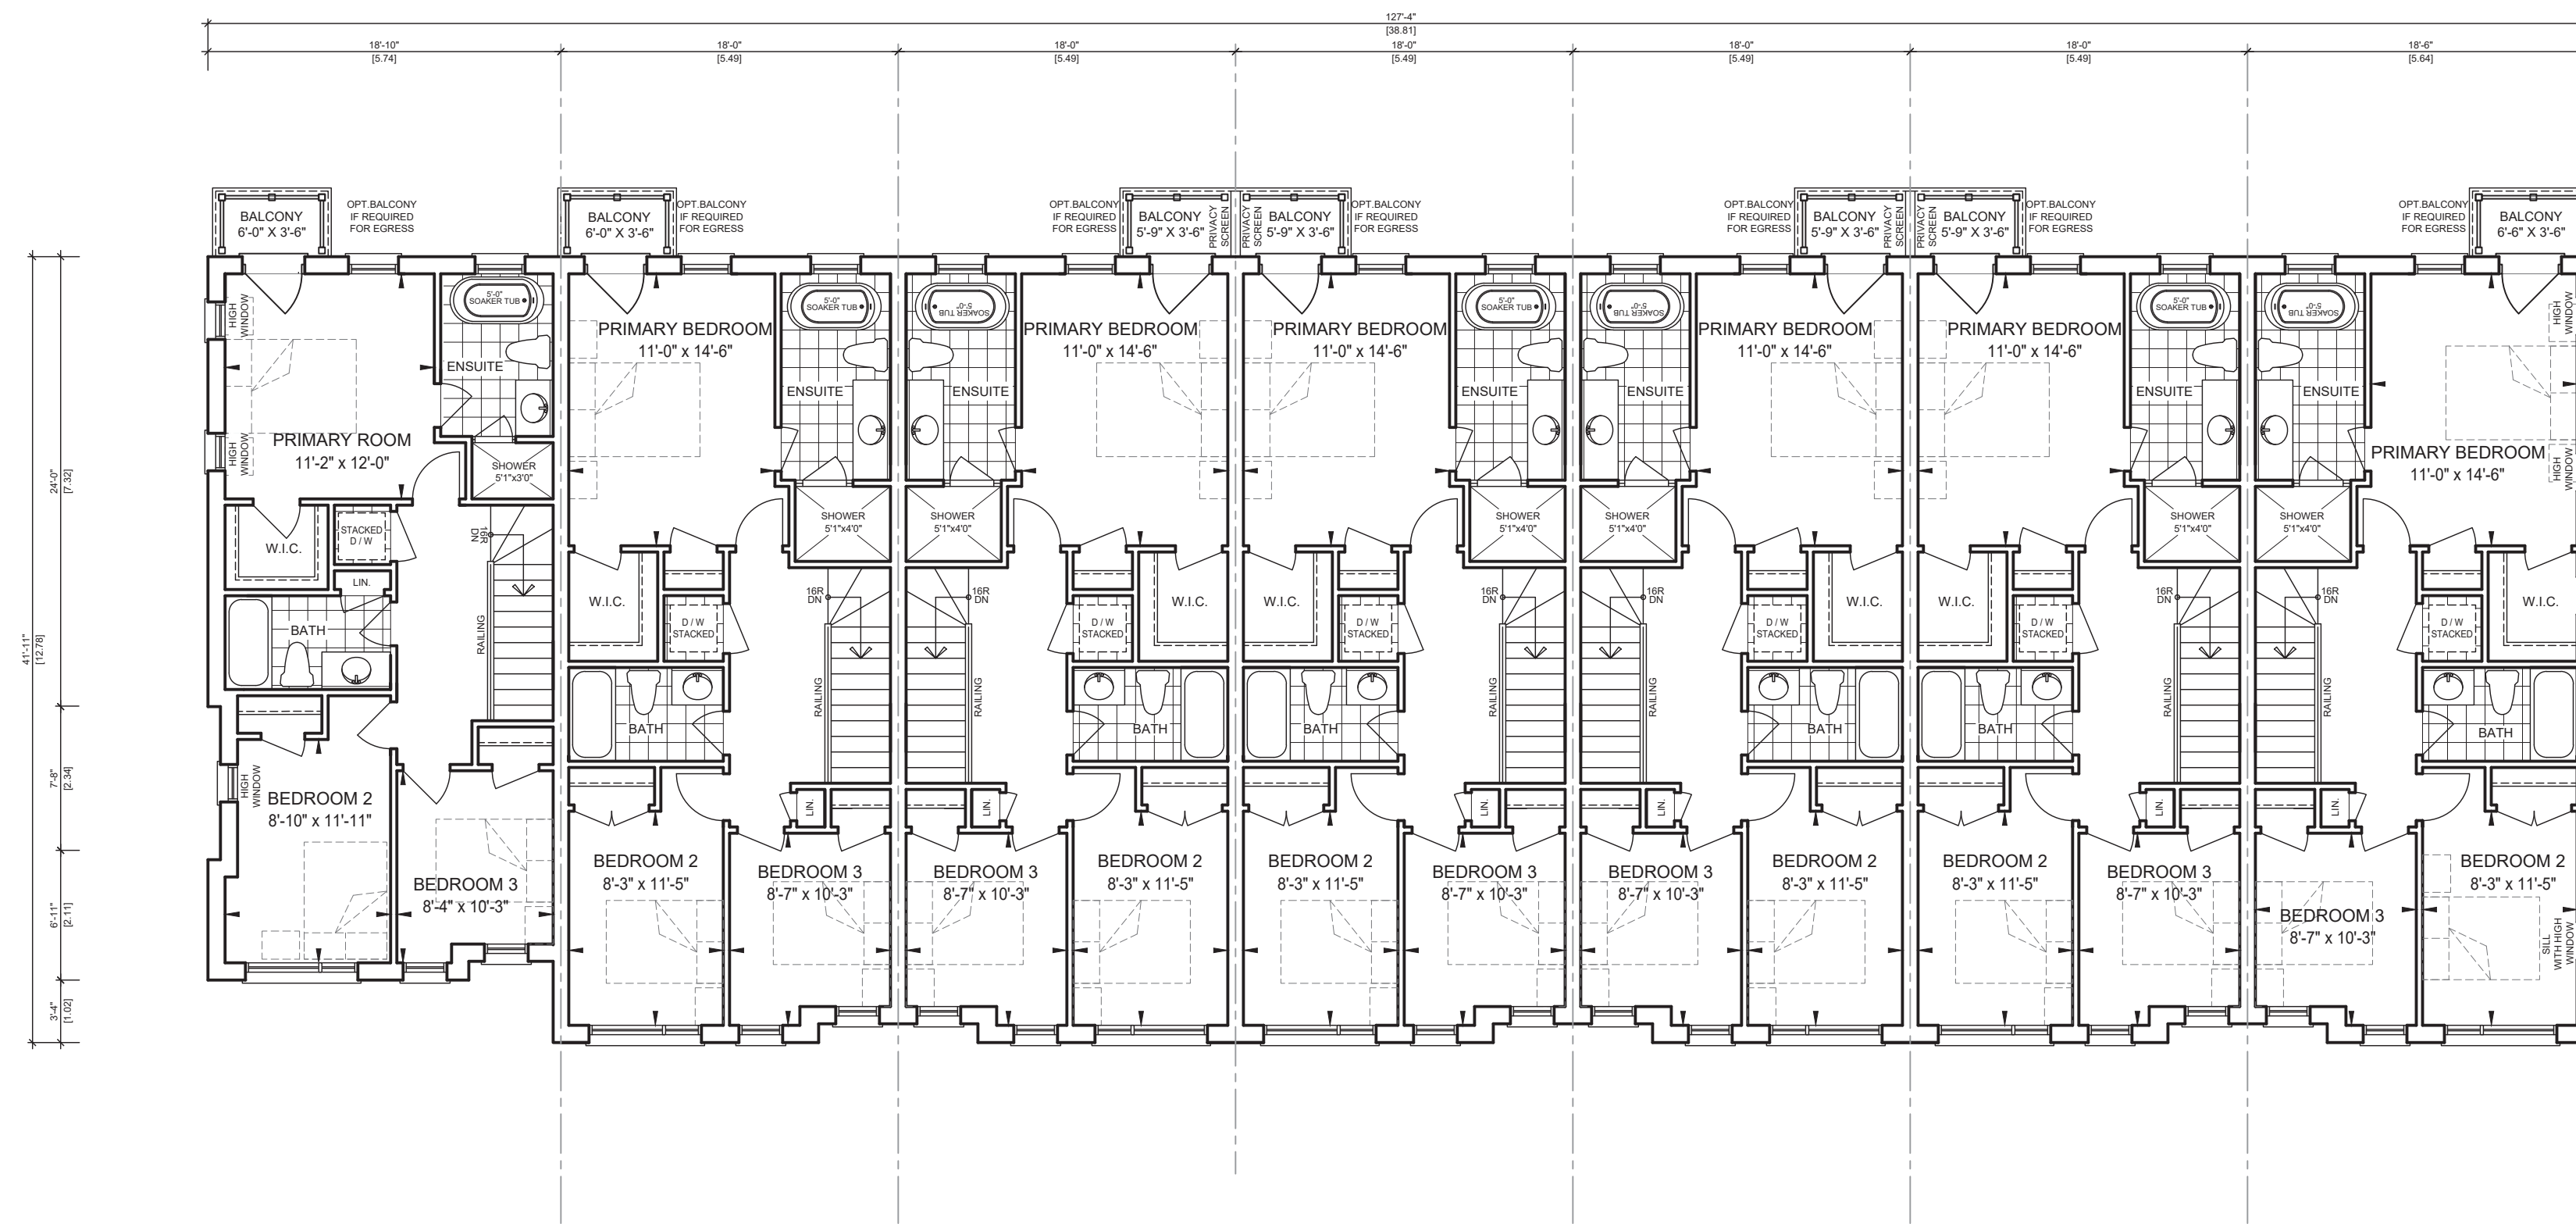 127'-4"
[38.81]
18'-10"
[5.74]
18'-0"
[5.49]
18'-0"
[5.49]
18'-0"
[5.49]
18'-0"
[5.49]
18'-0"
[5.49]
18'-6"
[5.64]
41'-11"
[12.78]
24'-0"
[7.32]
7'-8"
[2.34]
6'-11"
[2.11]
3'-4"
[1.02]
BALCONY
6'-0" X 3'-6"
OPT.BALCONY
IF REQUIRED
FOR EGRESS
HIGH
WINDOW
5'-0"
SOAKER TUB
ENSUITE
PRIMARY ROOM
11'-2" x 12'-0"
HIGH
WINDOW
SHOWER
5'1"x3'0"
W.I.C.
STACKED
D / W
16R
DN
LIN.
BATH
RAILING
HIGH
WINDOW
BEDROOM 2
8'-10" x 11'-11"
BEDROOM 3
8'-4" x 10'-3"
BALCONY
6'-0" X 3'-6"
OPT.BALCONY
IF REQUIRED
FOR EGRESS
5'-0"
SOAKER TUB
PRIMARY BEDROOM
11'-0" x 14'-6"
ENSUITE
SHOWER
5'1"x4'0"
W.I.C.
D / W
STACKED
16R
DN
RAILING
BATH
LIN.
BEDROOM 2
8'-3" x 11'-5"
BEDROOM 3
8'-7" x 10'-3"
OPT.BALCONY
IF REQUIRED
FOR EGRESS
BALCONY
5'-9" X 3'-6"
PRIVACY
SCREEN
5'-0"
SOAKER TUB
PRIMARY BEDROOM
11'-0" x 14'-6"
ENSUITE
SHOWER
5'1"x4'0"
16R
DN
D / W
STACKED
W.I.C.
RAILING
BATH
LIN.
BEDROOM 3
8'-7" x 10'-3"
BEDROOM 2
8'-3" x 11'-5"
PRIVACY
SCREEN
BALCONY
5'-9" X 3'-6"
OPT.BALCONY
IF REQUIRED
FOR EGRESS
5'-0"
SOAKER TUB
PRIMARY BEDROOM
11'-0" x 14'-6"
ENSUITE
SHOWER
5'1"x4'0"
W.I.C.
D / W
STACKED
16R
DN
RAILING
BATH
LIN.
BEDROOM 2
8'-3" x 11'-5"
BEDROOM 3
8'-7" x 10'-3"
OPT.BALCONY
IF REQUIRED
FOR EGRESS
BALCONY
5'-9" X 3'-6"
PRIVACY
SCREEN
5'-0"
SOAKER TUB
PRIMARY BEDROOM
11'-0" x 14'-6"
ENSUITE
SHOWER
5'1"x4'0"
16R
DN
D / W
STACKED
W.I.C.
RAILING
BATH
LIN.
BEDROOM 3
8'-7" x 10'-3"
BEDROOM 2
8'-3" x 11'-5"
PRIVACY
SCREEN
BALCONY
5'-9" X 3'-6"
OPT.BALCONY
IF REQUIRED
FOR EGRESS
5'-0"
SOAKER TUB
PRIMARY BEDROOM
11'-0" x 14'-6"
ENSUITE
SHOWER
5'1"x4'0"
W.I.C.
D / W
STACKED
16R
DN
RAILING
BATH
LIN.
BEDROOM 2
8'-3" x 11'-5"
BEDROOM 3
8'-7" x 10'-3"
OPT.BALCONY
IF REQUIRED
FOR EGRESS
BALCONY
6'-6" X 3'-6"
5'-0"
SOAKER TUB
HIGH
WINDOW
ENSUITE
PRIMARY BEDROOM
11'-0" x 14'-6"
HIGH
WINDOW
SHOWER
5'1"x4'0"
16R
DN
D / W
STACKED
W.I.C.
RAILING
BATH
LIN.
BEDROOM 3
8'-7" x 10'-3"
BEDROOM 2
8'-3" x 11'-5"
SILL
WITH HIGH
WINDOW